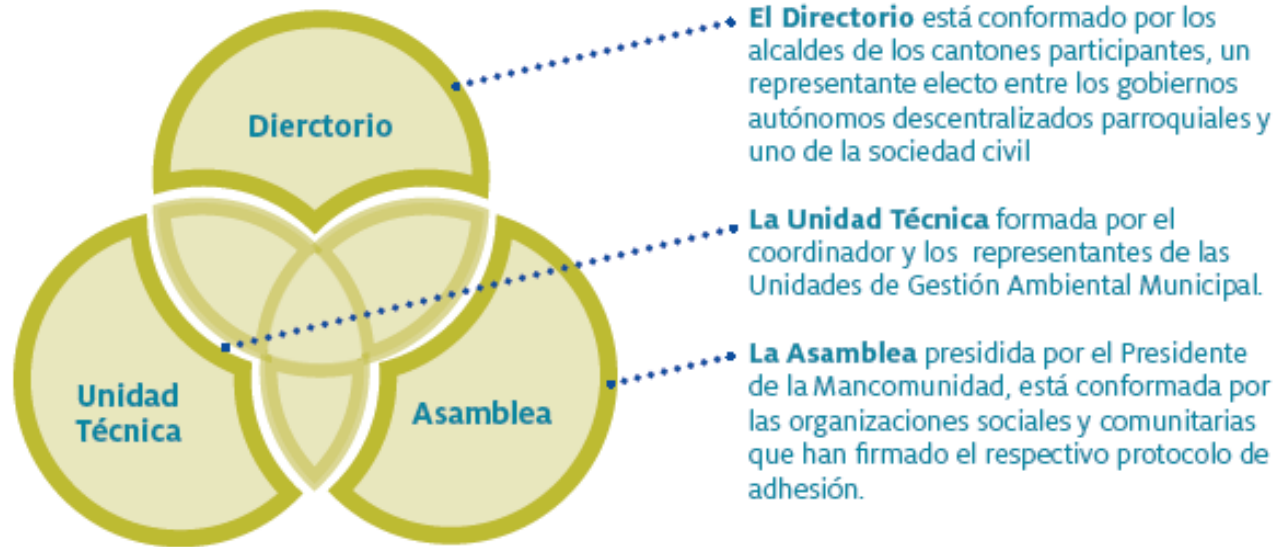 Dierctorio
Unidad
Técnica
Asamblea
El Directorio está conformado por los
alcaldes de los cantones participantes, un
representante electo entre los gobiernos
autónomos descentralizados parroquiales y
uno de la sociedad civil
La Unidad Técnica formada por el
coordinador y los representantes de las
Unidades de Gestión Ambiental Municipal.
La Asamblea presidida por el Presidente
de la Mancomunidad, está conformada por
las organizaciones sociales y comunitarias
que han firmado el respectivo protocolo de
adhesión.